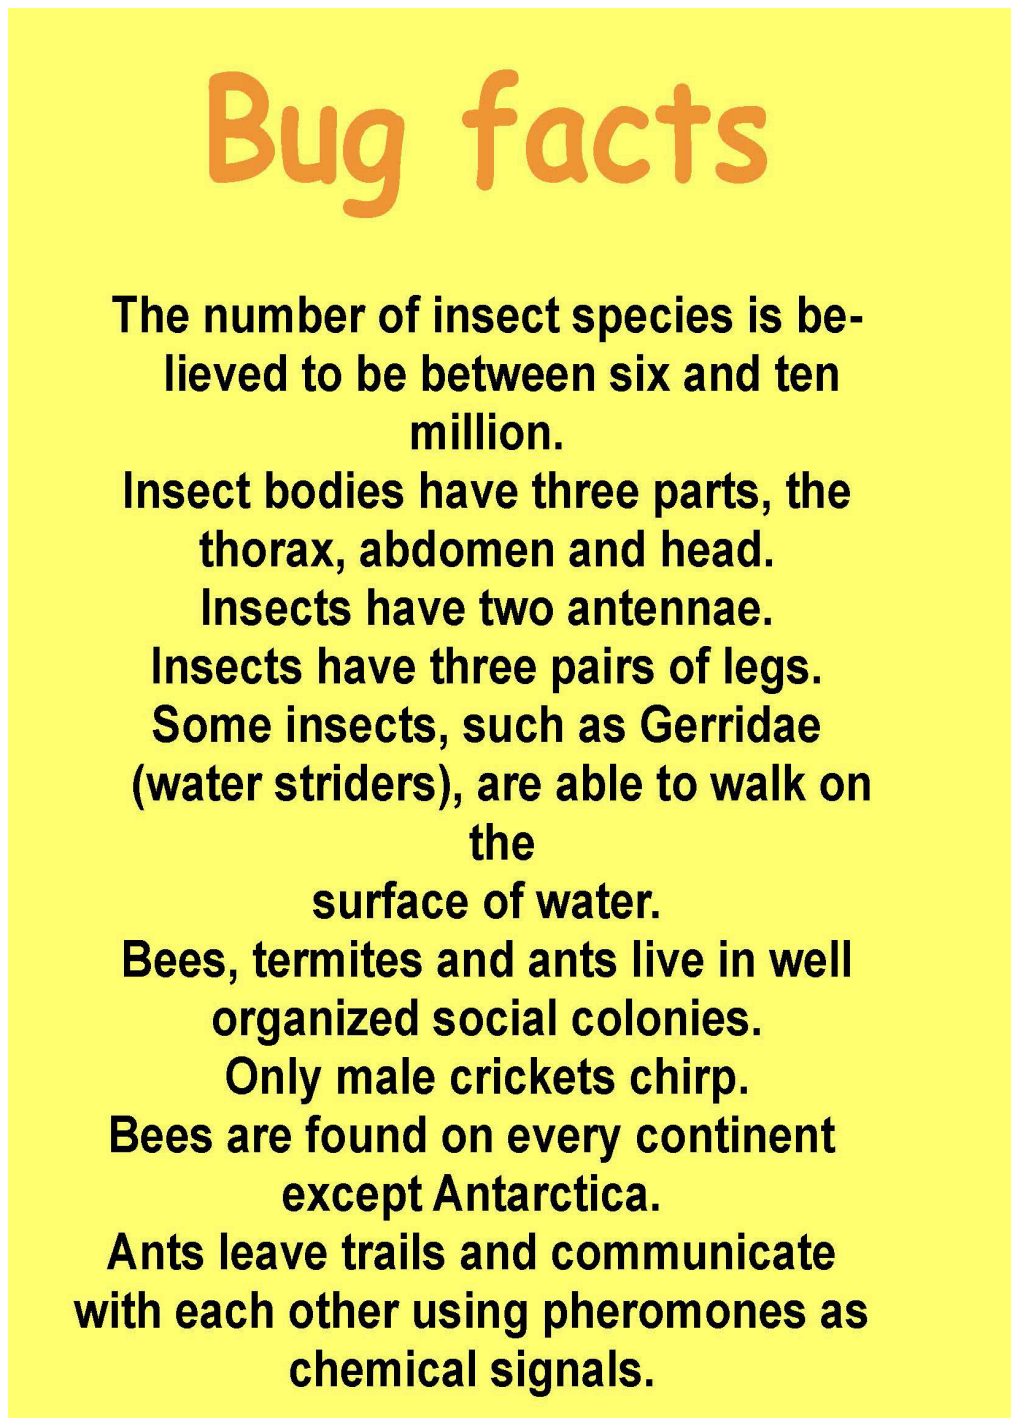 Bug facts
The number of insect species is be-
lieved to be between six and ten
million.
Insect bodies have three parts, the
thorax, abdomen and head.
Insects have two antennae.
Insects have three pairs of legs.
Some insects, such as Gerridae
(water striders), are able to walk on
the
surface of water.
Bees, termites and ants live in well
organized social colonies.
Only male crickets chirp.
Bees are found on every continent
except Antarctica.
Ants leave trails and communicate
with each other using pheromones as
chemical signals.